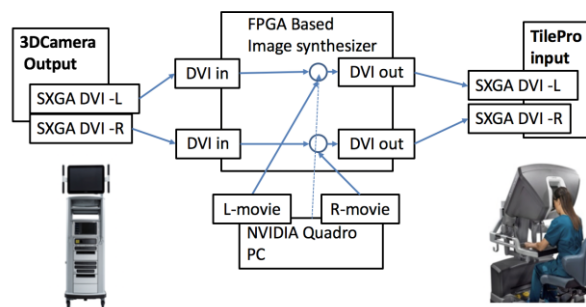 3DCamera
Output
SXGA DVI -L
SXGA DVI -R
FPGA Based
Image synthesizer
DVI in
DVI out
DVI in
DVI out
L-movie
R-movie
NVIDIA Quadro
PC
TilePro
input
SXGA DVI -L
SXGA DVI -R